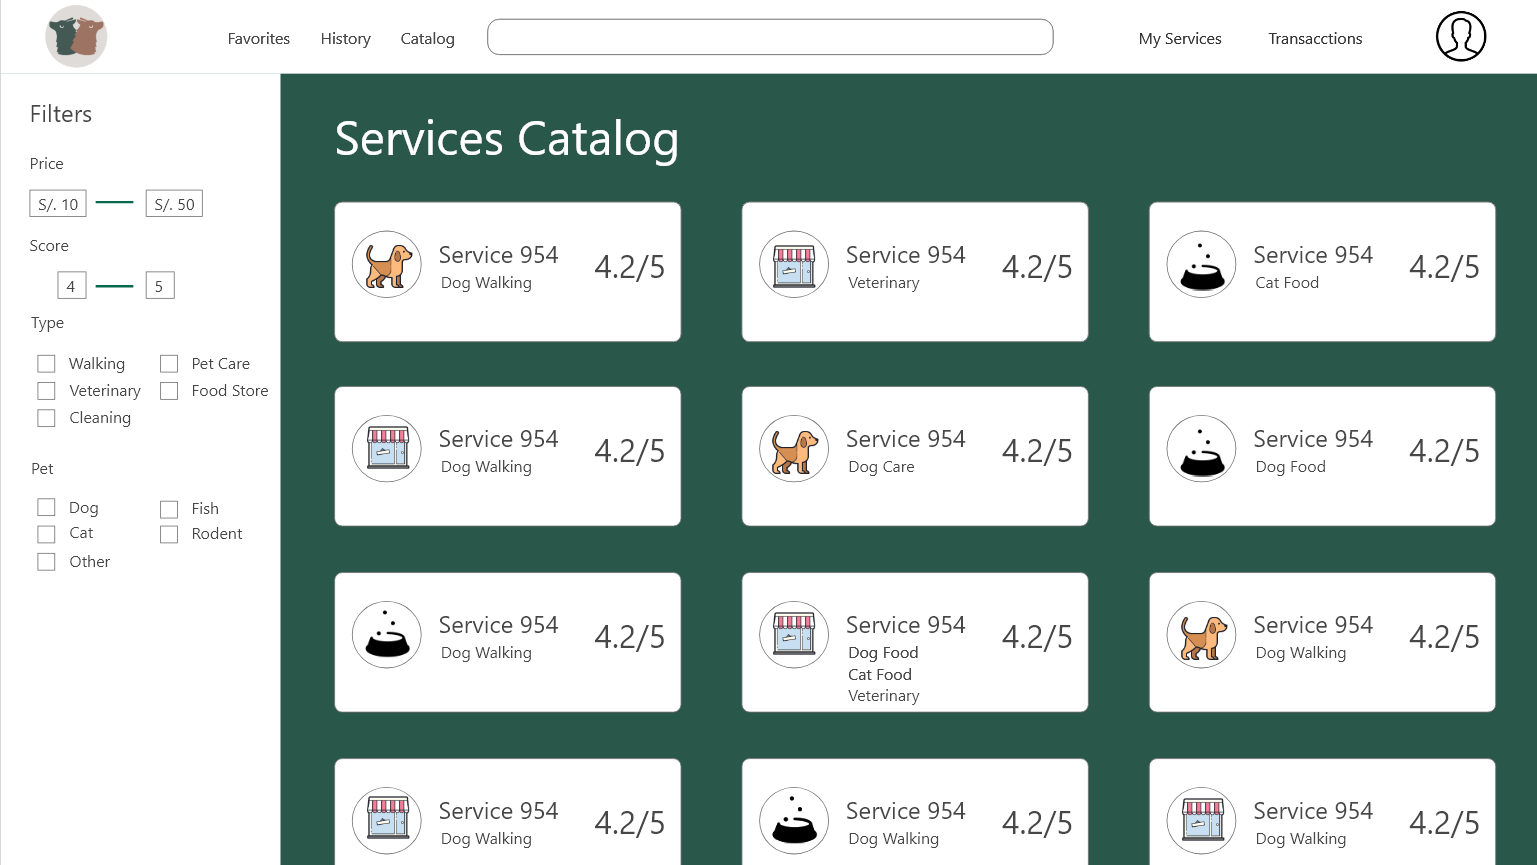 Favorites
History
Catalog
My Services
Transacctions
Filters
Price
S/. 10
S/. 50
Score
4
5
Type
Walking
Pet Care
Veterinary
Food Store
Cleaning
Pet
Dog
Fish
Cat
Rodent
Other
Services Catalog
Service 954
Dog Walking
4.2/5
Service 954
Veterinary
4.2/5
Service 954
Cat Food
4.2/5
Service 954
Dog Walking
4.2/5
Service 954
Dog Care
4.2/5
Service 954
Dog Food
4.2/5
Service 954
Dog Walking
4.2/5
Service 954
Dog Food
Cat Food
Veterinary
4.2/5
Service 954
Dog Walking
4.2/5
Service 954
Dog Walking
4.2/5
Service 954
Dog Walking
4.2/5
Service 954
Dog Walking
4.2/5